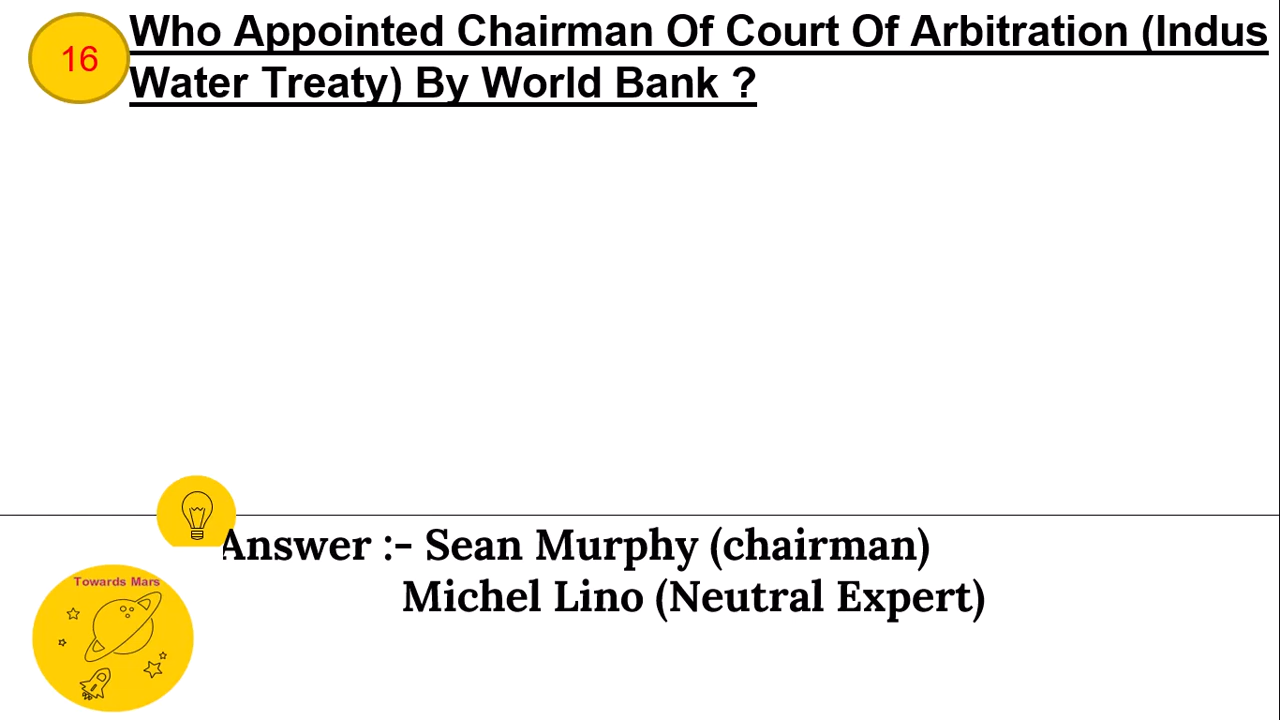 16
Who Appointed Chairman Of Court Of Arbitration (Indus
Water Treaty) By World Bank ?
Answer :- Sean Murphy (chairman)
Michel Lino (Neutral Expert)
Towards Mars